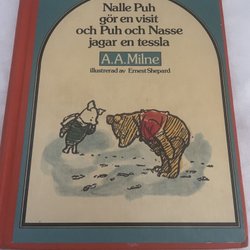 Nalle Puh
gör en visit
och Puh och Nasse
jagar en tessla
A.A. Milne
illustrerad av Ernest Shepard